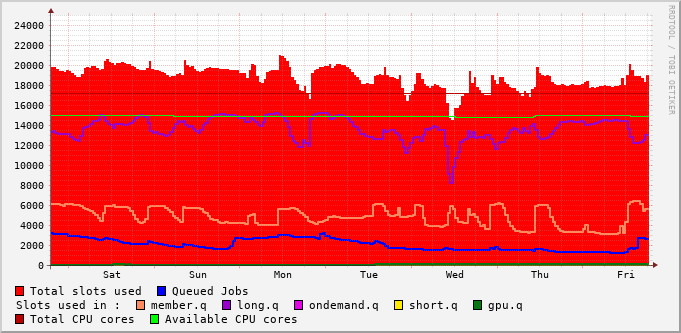 RRDTOOL / TOBI OETIKER
24000
22000
20000
18000
16000
14000
12000
10000
8000
6000
4000
2000
0
Sat Sun Mon Tue Wed Thu Fri
Total slots used Queued Jobs
Slots used in : member.q long.q ondemand.q short.q gpu.q
Total CPU cores Available CPU cores